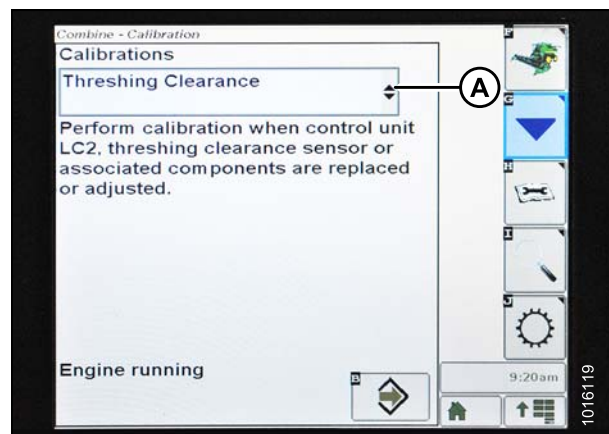 Combine - Calibration
Calibrations
Threshing Clearance
A
Perform calibration when control unit
LC2, threshing clearance sensor or
associated components are replaced
or adjusted.
Engine running
B
F
G
H
I
J
9:20am
1016119